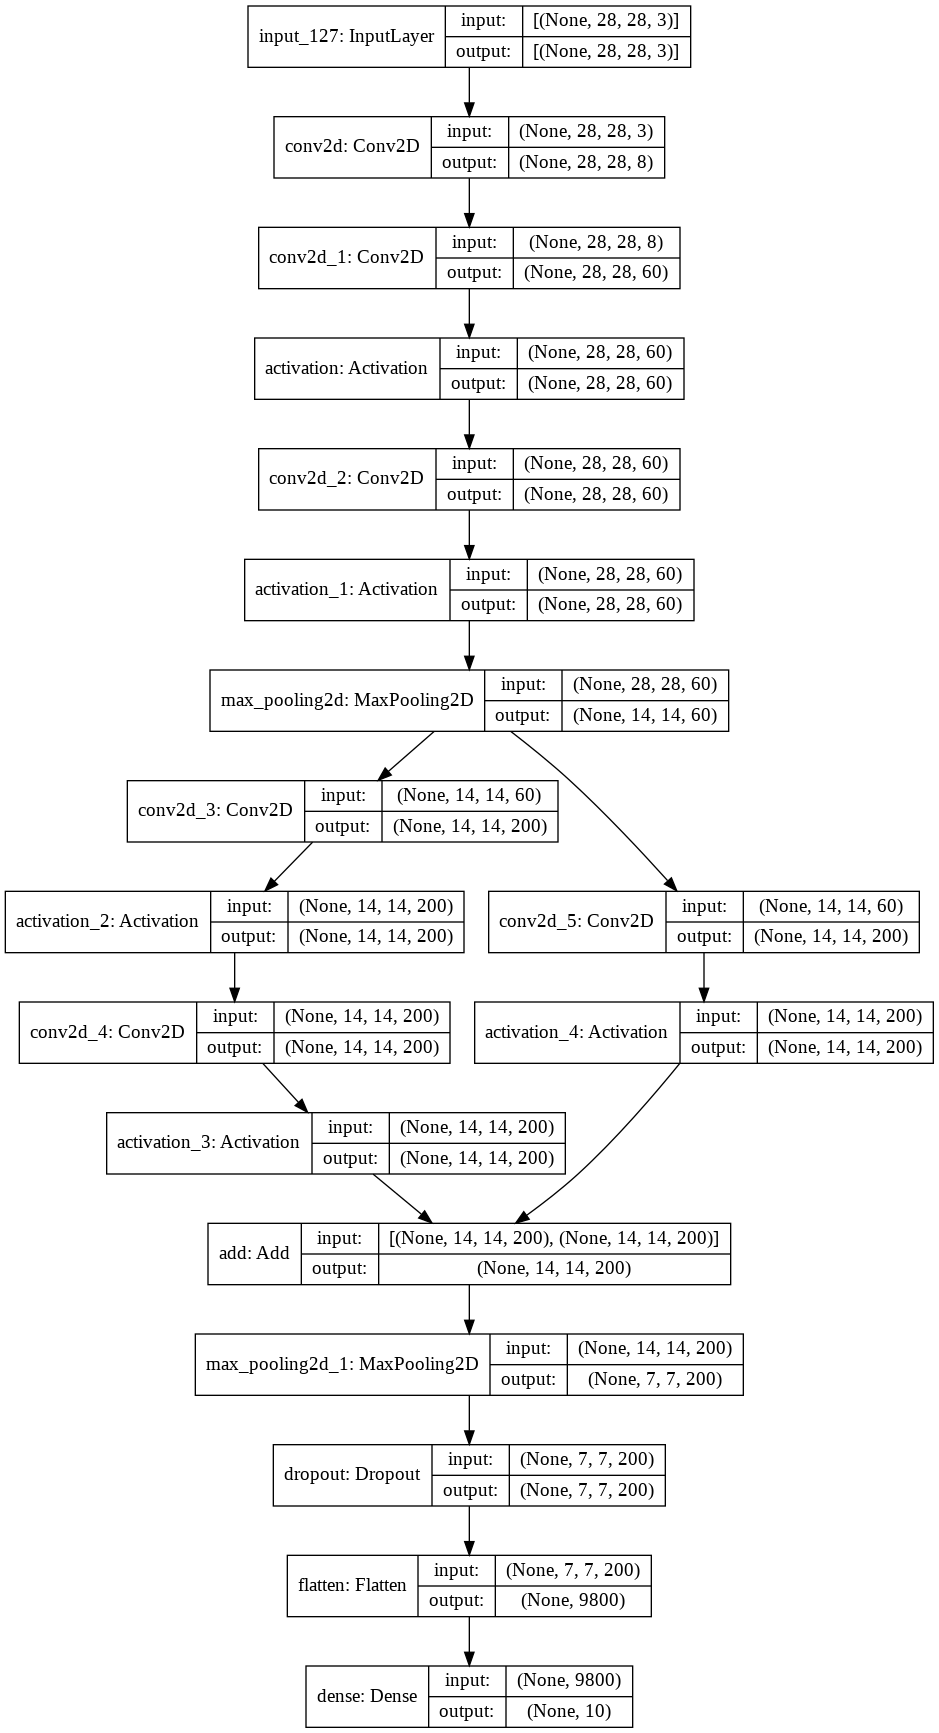 input_127: InputLayer
input:
[(None, 28, 28, 3)]
output:
[(None, 28, 28, 3)]
conv2d: Conv2D
input:
(None, 28, 28, 3)
output:
(None, 28, 28, 8)
conv2d_1: Conv2D
input:
(None, 28, 28, 8)
output:
(None, 28, 28, 60)
activation: Activation
input:
(None, 28, 28, 60)
output:
(None, 28, 28, 60)
conv2d_2: Conv2D
input:
(None, 28, 28, 60)
output:
(None, 28, 28, 60)
activation_1: Activation
input:
(None, 28, 28, 60)
output:
(None, 28, 28, 60)
max_pooling2d: MaxPooling2D
input:
(None, 28, 28, 60)
output:
(None, 14, 14, 60)
conv2d_3: Conv2D
input:
(None, 14, 14, 60)
output:
(None, 14, 14, 200)
activation_2: Activation
input:
(None, 14, 14, 200)
output:
(None, 14, 14, 200)
conv2d_5: Conv2D
input:
(None, 14, 14, 60)
output:
(None, 14, 14, 200)
conv2d_4: Conv2D
input:
(None, 14, 14, 200)
output:
(None, 14, 14, 200)
activation_4: Activation
input:
(None, 14, 14, 200)
output:
(None, 14, 14, 200)
activation_3: Activation
input:
(None, 14, 14, 200)
output:
(None, 14, 14, 200)
add: Add
input:
[(None, 14, 14, 200), (None, 14, 14, 200)]
output:
(None, 14, 14, 200)
max_pooling2d_1: MaxPooling2D
input:
(None, 14, 14, 200)
output:
(None, 7, 7, 200)
dropout: Dropout
input:
(None, 7, 7, 200)
output:
(None, 7, 7, 200)
flatten: Flatten
input:
(None, 7, 7, 200)
output:
(None, 9800)
dense: Dense
input:
(None, 9800)
output:
(None, 10)